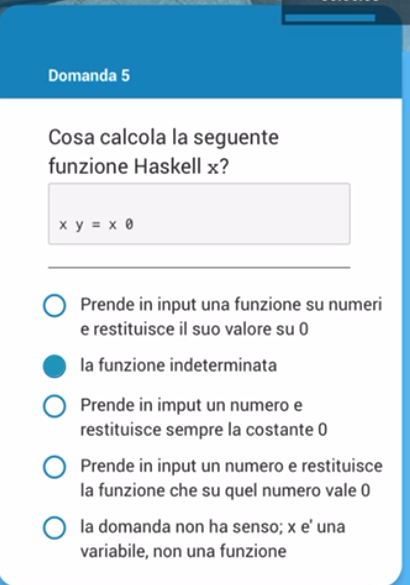 Domanda 5
Cosa calcola la seguente
funzione Haskell x?
x y = x 0
Prende in input una funzione su numeri
e restituisce il suo valore su 0
la funzione indeterminata
Prende in imput un numero e
restituisce sempre la costante 0
Prende in input un numero e restituisce
la funzione che su quel numero vale 0
la domanda non ha senso; x e' una
variabile, non una funzione